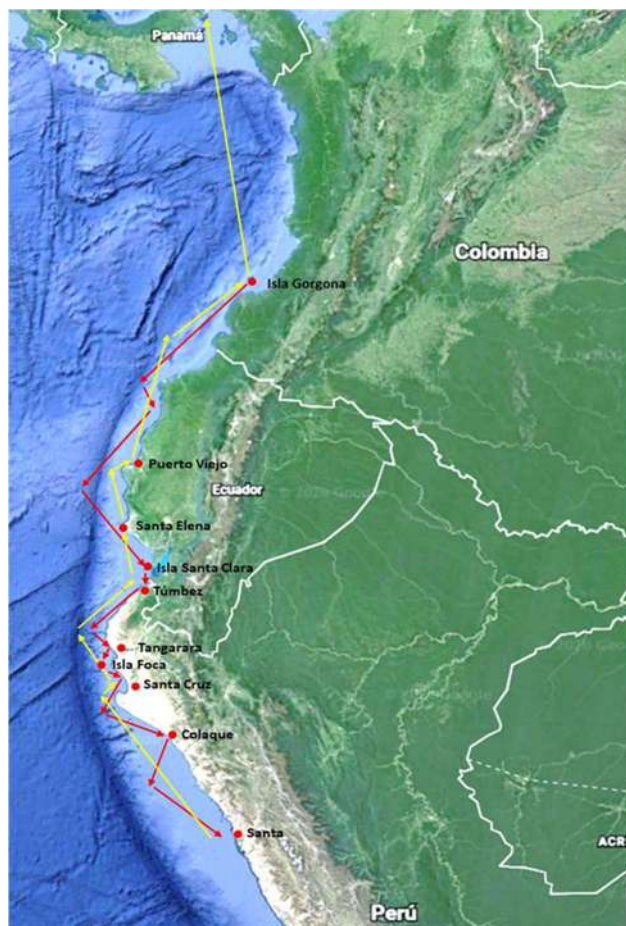 Panamá
Colombia
Isla Gorgona
Puerto Viejo
Ecuador
Santa Elena
Isla Santa Clara
Túmbez
Tangarara
Isla Foca
Santa Cruz
Colaque
Santa
ACR
Perú